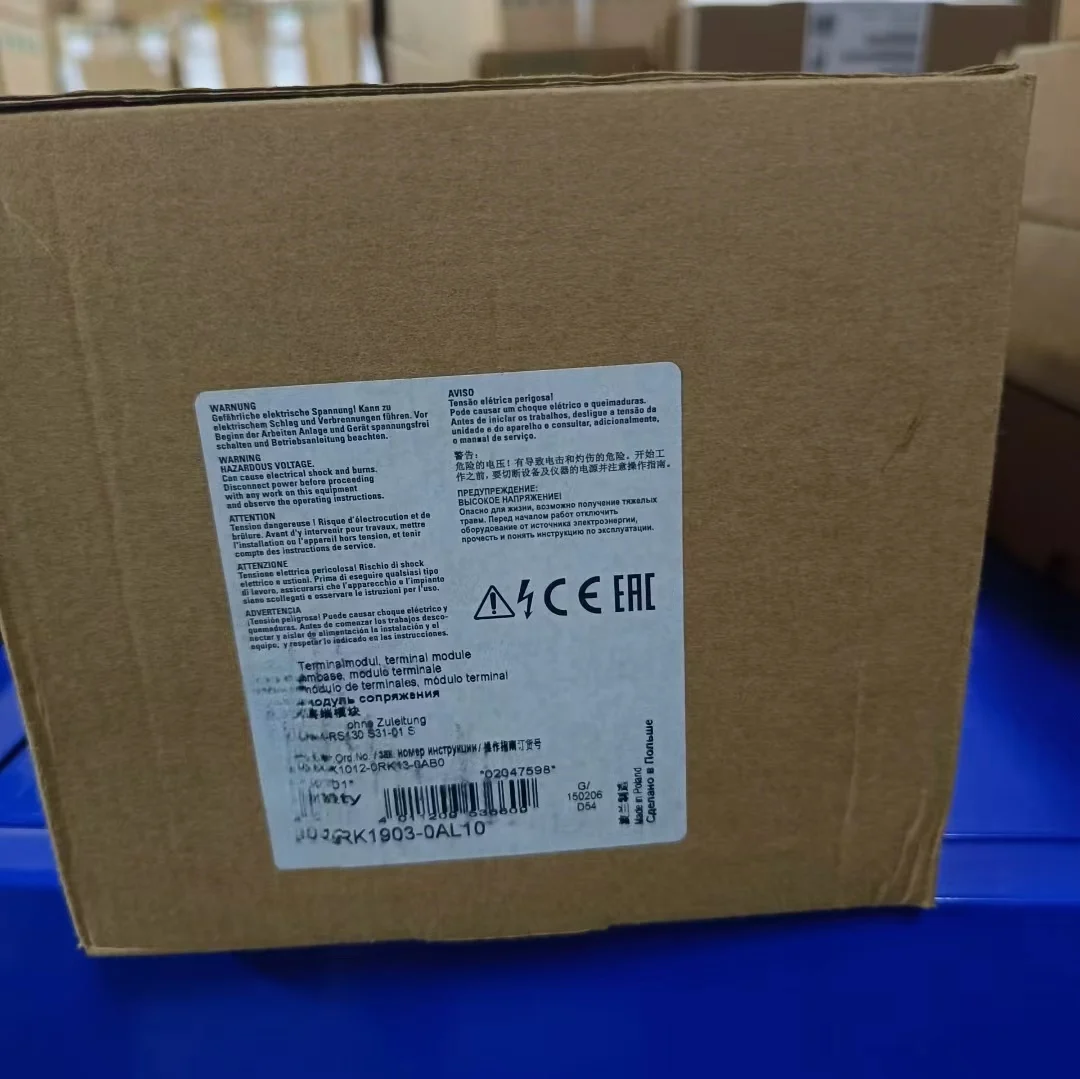 WARNUNG
Gefährliche elektrische Spannung! Kann zu
elektrischem Schlag und Verbrennungen führen. Vor
Beginn der Arbeiten Anlage und Gerät spannungsfrei
schalten und Betriebsanleitung beachten.
WARNING
HAZARDOUS VOLTAGE.
Can cause electrical shock and burns.
Disconnect power before proceeding
with any work on this equipment
and observe the operating instructions.
ATTENTION
Tension dangereuse ! Risque d'électrocution et de
brûlure. Avant d'y intervenir pour travaux, mettre
l'installation ou l'appareil hors tension, et tenir
compte des instructions de service.
ATTENZIONE
Tensione elettrica pericolosa! Rischio di shock
elettrico e ustioni. Prima di eseguire qualsiasi tipo
di lavoro, assicurarsi che l'apparecchio e l'impianto
siano scollegati e osservare le istruzioni per l'uso.
ADVERTENCIA
¡Tensión peligrosa! Puede causar choque eléctrico y
quemaduras. Antes de comenzar los trabajos desco-
nectar y aislar de alimentación la instalación y el
equipo, y respetar lo indicado en las instrucciones.
AVISO
Tensão elétrica perigosa!
Pode causar um choque elétrico e queimaduras.
Antes de iniciar os trabalhos, desligue a tensão da
unidade e do aparelho e consultar, adicionalmente,
o manual de serviço.
警告:
危险的电压!有导致电击和灼伤的危险。开始工
作之前,要切断设备及仪器的电源并注意操作指南。
ПРЕДУПРЕЖДЕНИЕ:
ВЫСОКОЕ НАПРЯЖЕНИЕ!
Опасно для жизни, возможно получение тяжелых
травм. Перед началом работ отключить
оборудование от источника электроэнергии,
прочесть и понять инструкцию по эксплуатации.
CE EAC
Terminalmodul, terminal module
embase, modulo terminale
módulo de terminales, módulo terminal
модуль сопряжения
端模块
ohne Zuleitung
-RS130 S31-01 S
Ord.No. / зак. номер инструкции / 操作指南订货号
K1012-0RK13-0AB0
*02047598*
RK1903-0AL10
G/
150206
D54
波兰制造
Made in Poland
Сделано в Польше